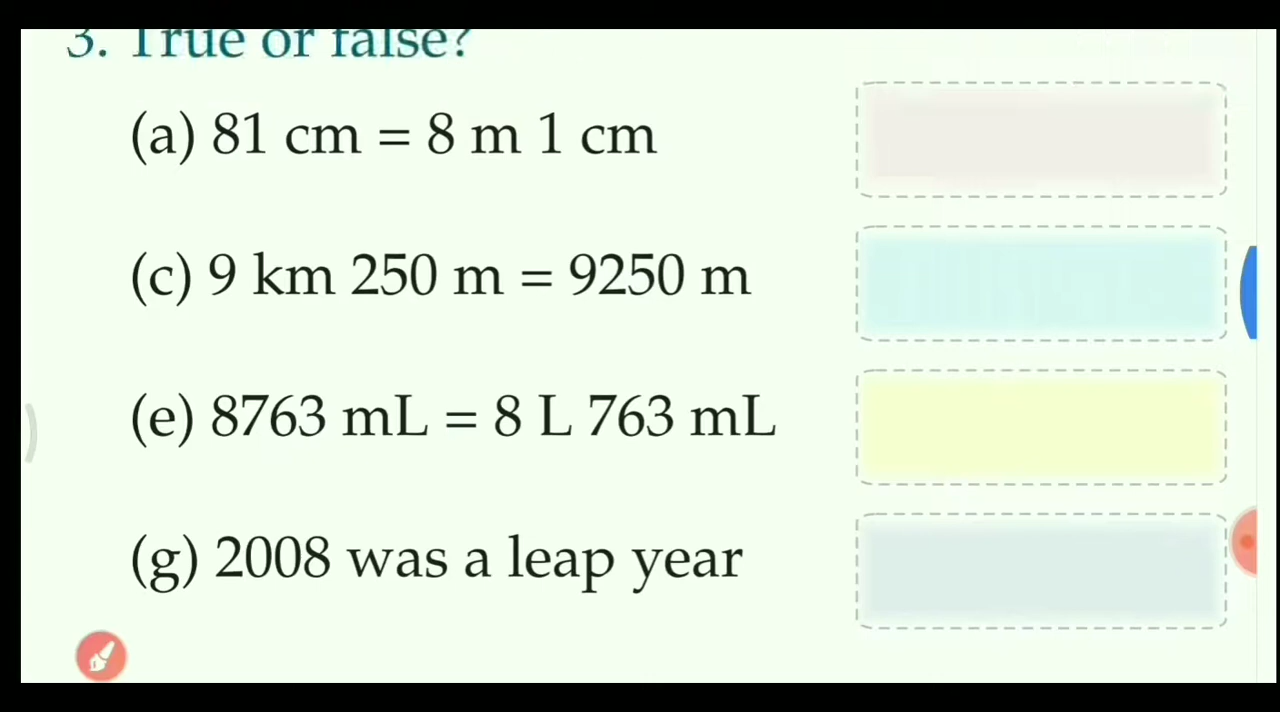 3. True or false?
(a) 81 cm = 8 m 1 cm
(c) 9 km 250 m = 9250 m
(e) 8763 mL = 8 L 763 mL
(g) 2008 was a leap year